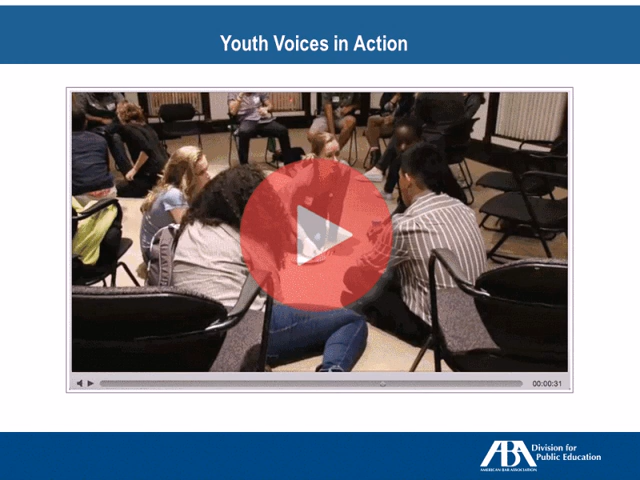 Youth Voices in Action
00:00:31
ABA
AMERICAN BAR ASSOCIATION
Division for
Public Education